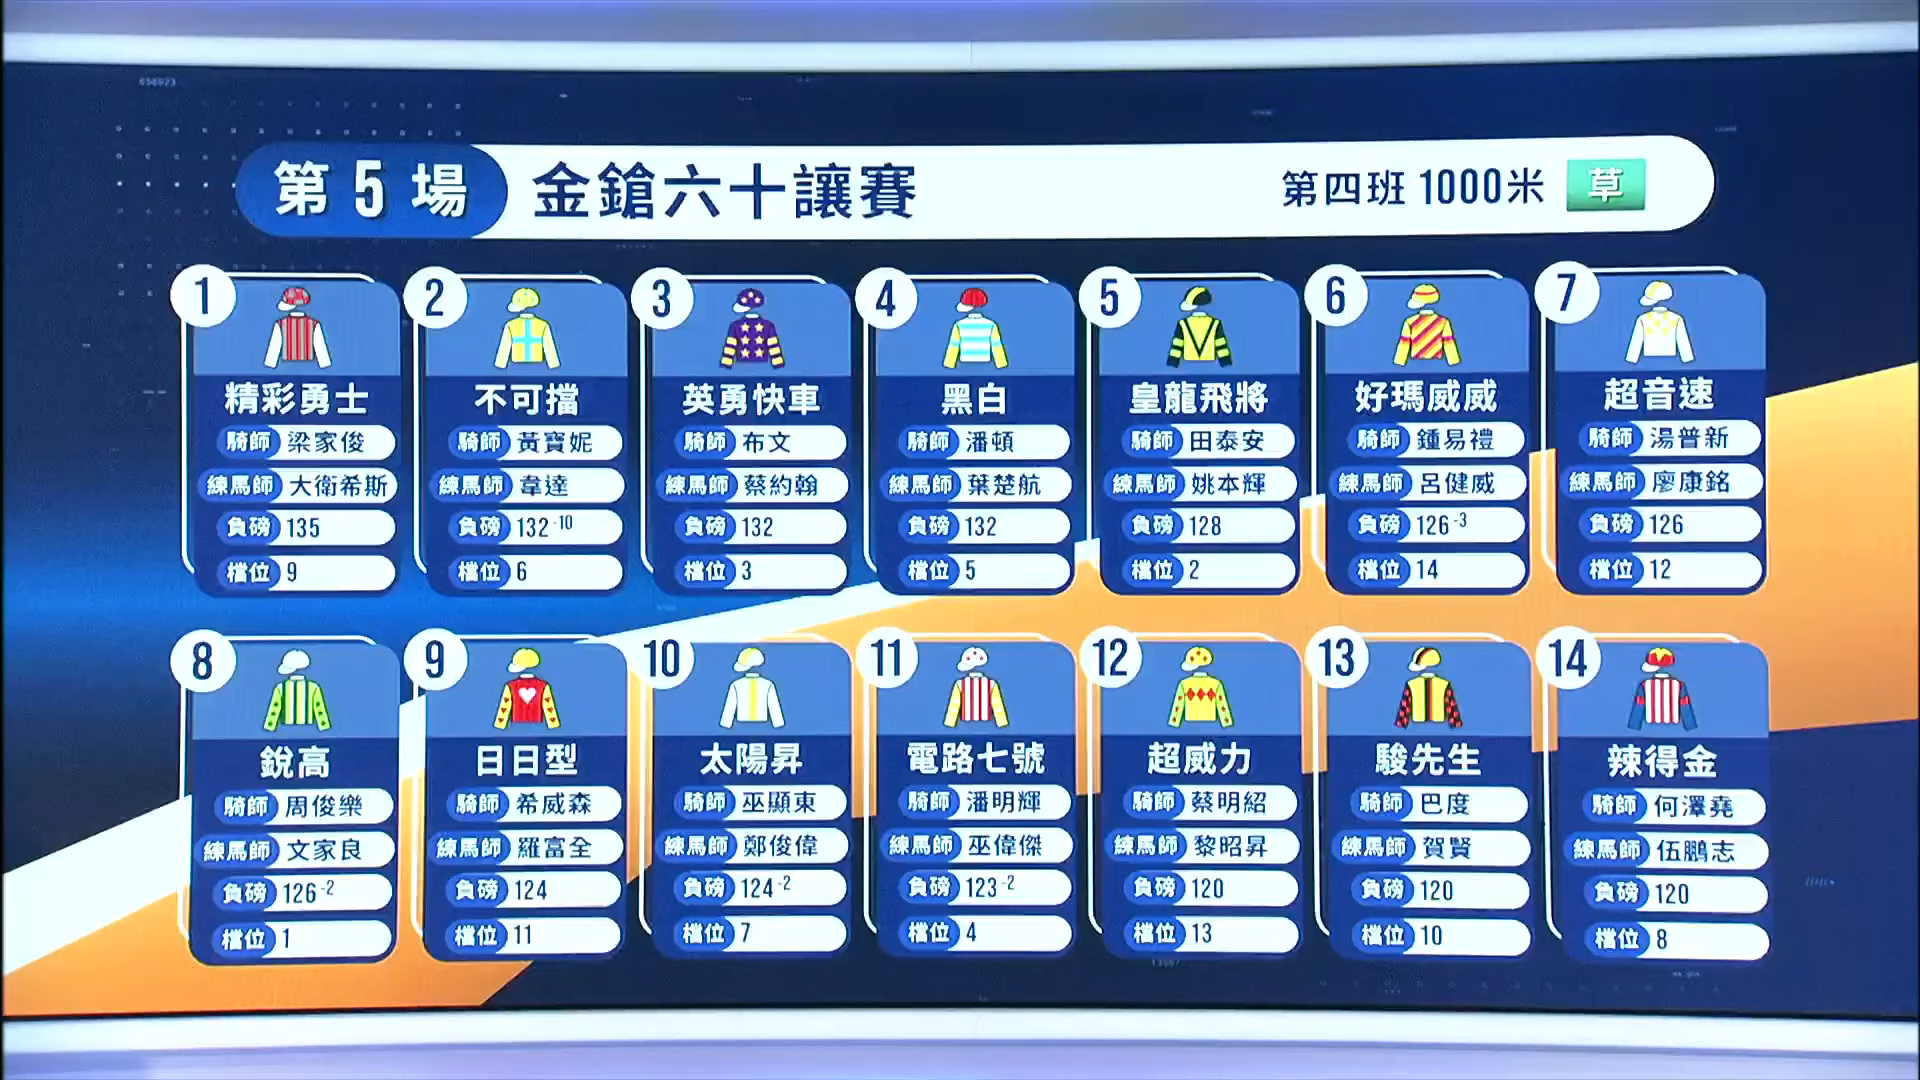 第 5 場 金鎗六十讓賽 第四班 1000米 草
1
精彩勇士
騎師 梁家俊
練馬師 大衛希斯
負磅 135
檔位 9
2
不可擋
騎師 黃寶妮
練馬師 韋達
負磅 132 -10
檔位 6
3
英勇快車
騎師 布文
練馬師 蔡約翰
負磅 132
檔位 3
4
黑白
騎師 潘頓
練馬師 葉楚航
負磅 132
檔位 5
5
皇龍飛將
騎師 田泰安
練馬師 姚本輝
負磅 128
檔位 2
6
好瑪威威
騎師 鍾易禮
練馬師 呂健威
負磅 126 -3
檔位 14
7
超音速
騎師 湯普新
練馬師 廖康銘
負磅 126
檔位 12
8
銳高
騎師 周俊樂
練馬師 文家良
負磅 126 -2
檔位 1
9
日日型
騎師 希威森
練馬師 羅富全
負磅 124
檔位 11
10
太陽昇
騎師 巫顯東
練馬師 鄭俊偉
負磅 124 -2
檔位 7
11
電路七號
騎師 潘明輝
練馬師 巫偉傑
負磅 123 -2
檔位 4
12
超威力
騎師 蔡明紹
練馬師 黎昭昇
負磅 120
檔位 13
13
駿先生
騎師 巴度
練馬師 賀賢
負磅 120
檔位 10
14
辣得金
騎師 何澤堯
練馬師 伍鵬志
負磅 120
檔位 8